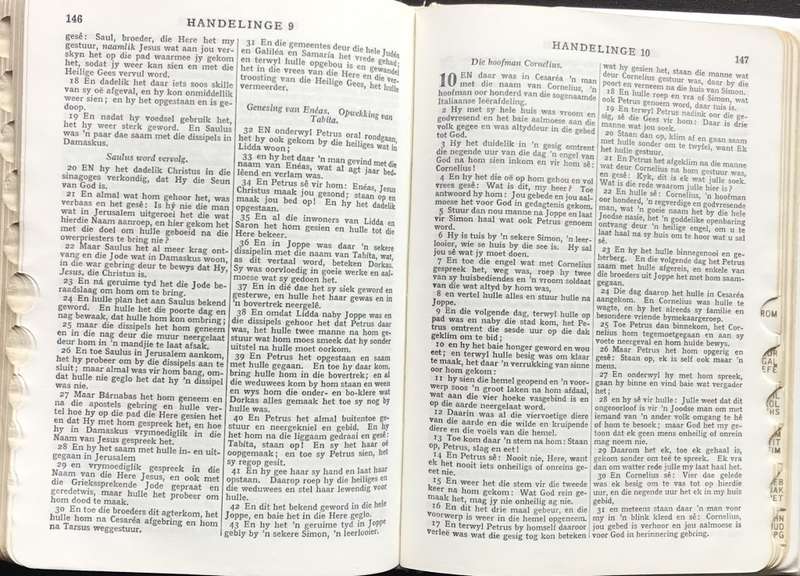 146
HANDELINGE 9
gesê: Saul, broeder, die Here het my
gestuur, naamlik Jesus wat aan jou ver-
skyn het op die pad waarmee jy gekom
het, sodat jy weer kan sien en met die
Heilige Gees vervul word.
18 En dadelik het daar iets soos skille
van sy oë afgeval, en hy kon onmiddellik
weer sien; en hy het opgestaan en is ge-
doop.
19 En nadat hy voedsel gebruik het,
het hy weer sterk geword. En Saulus
was 'n paar dae saam met die dissipels in
Damaskus.
Saulus word vervolg.
20 EN hy het dadelik Christus in die
sinagoges verkondig, dat Hy die Seun
van God is.
21 En almal wat hom gehoor het, was
verbaas en het gesê: Is hý nie die man
wat in Jerusalem uitgeroei het die wat
hierdie Naam aanroep, en hier gekom het
met die doel om hulle geboeid na die
owerpriesters te bring nie?
22 Maar Saulus het al meer krag ont-
vang en die Jode wat in Damaskus woon,
in die war gebring deur te bewys dat Hy,
Jesus, die Christus is.
23 En ná geruime tyd het die Jode be-
raadslaag om hom om te bring.
24 En hulle plan het aan Saulus bekend
geword. En hulle het die poorte dag en
nag bewaak, dat hulle hom kon ombring;
25 maar die dissipels het hom geneem
en in die nag deur die muur neergelaat
deur hom in 'n mandjie te laat afsak.
26 En toe Saulus in Jerusalem aankom,
het hy probeer om by die dissipels aan te
sluit; maar almal was vir hom bang, om-
dat hulle nie geglo het dat hy 'n dissipel
was nie.
27 Maar Bárnabas het hom geneem en
na die apostels gebring en hulle ver-
tel hoe hy op die pad die Here gesien het
en dat Hy met hom gespreek het, en hoe
hy in Damaskus vrymoediglik in die
Naam van Jesus gespreek het.
28 En hy het saam met hulle in- en uit-
gegaan in Jerusalem
29 en vrymoediglik gespreek in die
Naam van die Here Jesus, en ook met
die Griekssprekende Jode gepraat en
geredetwis, maar hulle het probeer om
hom dood te maak.
30 En toe die broeders dit agterkom, het
hulle hom na Cesaréa afgebring en hom
na Tarsus weggestuur.
31 En die gemeentes deur die hele Judéa
en Galiléa en Samaría het vrede gehad;
en terwyl hulle opgebou is en gewandel
het in die vrees van die Here en die ver-
troosting van die Heilige Gees, het hulle
vermeerder.
Genesing van Enéas. Opwekking van
Tabíta.
32 EN onderwyl Petrus oral rondgaan,
het hy ook gekom by die heiliges wat in
Lidda woon;
33 en hy het daar 'n man gevind met die
naam van Enéas, wat al agt jaar bed-
lêend en verlam was.
34 En Petrus sê vir hom: Enéas, Jesus
Christus maak jou gesond; staan op en
maak jou bed op! En hy het dadelik
opgestaan.
35 En al die inwoners van Lidda en
Saron het hom gesien en hulle tot die
Here bekeer.
36 En in Joppe was daar 'n sekere
dissipelin met die naam van Tabíta, wat,
as dit vertaal word, beteken Dorkas.
Sy was oorvloedig in goeie werke en aal-
moese wat sy gedoen het.
37 En in dié dae het sy siek geword en
gesterwe, en hulle het haar gewas en in
'n bovertrek neergelê.
38 En omdat Lidda naby Joppe was en
die dissipels gehoor het dat Petrus daar
was, het hulle twee manne na hom ge-
stuur wat hom moes smeek dat hy sonder
uitstel na hulle moet oorkom.
39 En Petrus het opgestaan en saam
met hulle gegaan. En toe hy daar kom,
bring hulle hom in die bovertrek; en al
die weduwees kom by hom staan en ween
en wys hom die onder- en bo-klere wat
Dorkas alles gemaak het toe sy nog by
hulle was.
40 En Petrus het almal buitentoe ge-
stuur en neergekniel en gebid. En hy
het hom na die liggaam gedraai en gesê:
Tabíta, staan op! En sy het haar oë
oopgemaak; en toe sy Petrus sien, het
sy regop gesit.
41 En hy gee haar sy hand en laat haar
opstaan. Daarop roep hy die heiliges en
die weduwees en stel haar lewendig voor
hulle.
42 En dit het bekend geword in die hele
Joppe, en baie het in die Here geglo.
43 En hy het 'n geruime tyd in Joppe
gebly by 'n sekere Simon, 'n leerlooier.
HANDELINGE 10
147
Die hoofman Cornelius.
10 EN daar was in Cesaréa 'n man
met die naam van Cornelius, 'n
hoofman oor honderd van die sogenaamde
Italiaanse leërafdeling.
2 Hy met sy hele huis was vroom en
godvresend en het baie aalmoese aan die
volk gegee en was altyddeur in die gebed
tot God.
3 Hy het duidelik in 'n gesig omtrent
die negende uur van die dag 'n engel van
God na hom sien inkom en vir hom sê:
Cornelius!
4 En hy het die oë op hom gehou en vol
vrees gesê: Wat is dit, my heer? Toe
antwoord hy hom: Jou gebede en jou aal-
moese het voor God in gedagtenis gekom.
5 Stuur dan nou manne na Joppe en laat
vir Simon haal wat ook Petrus genoem
word.
6 Hy is tuis by 'n sekere Simon, 'n leer-
looier, wie se huis by die see is. Hy sal
jou sê wat jy moet doen.
7 En toe die engel wat met Cornelius
gespreek het, weg was, roep hy twee
van sy huisbediendes en 'n vroom soldaat
van die wat altyd by hom was,
8 en vertel hulle alles en stuur hulle na
Joppe.
9 En die volgende dag, terwyl hulle op
pad was en naby die stad kom, het Pe-
trus omtrent die sesde uur op die dak
geklim om te bid;
10 en hy het baie honger geword en wou
eet; en terwyl hulle besig was om klaar
te maak, het daar 'n verrukking van sinne
oor hom gekom;
11 hy sien die hemel geopend en 'n voor-
werp soos 'n groot laken na hom afdaal,
wat aan die vier hoeke vasgebind is en
op die aarde neergelaat word.
12 Daarin was al die viervoetige diere
van die aarde en die wilde en kruipende
diere en die voëls van die hemel.
13 Toe kom daar 'n stem na hom: Staan
op, Petrus, slag en eet!
14 En Petrus sê: Nooit nie, Here, want
ek het nooit iets onheiligs of onreins ge-
eet nie.
15 En weer het die stem vir die tweede
keer na hom gekom: Wat God rein ge-
maak het, mag jy nie onheilig ag nie.
16 En dit het drie maal gebeur, en die
voorwerp is weer in die hemel opgeneem.
17 En terwyl Petrus by homself daaroor
verleë was wat die gesig tog kon beteken
wat hy gesien het, staan die manne wat
deur Cornelius gestuur was, daar by die
poort en verneem na die huis van Simon.
18 En hulle roep en vra of Simon, wat
ook Petrus genoem word, daar tuis is.
19 En terwyl Petrus nadink oor die ge-
sig, sê die Gees vir hom: Daar is drie
manne wat jou soek.
20 Staan dan op, klim af en gaan saam
met hulle sonder om te twyfel, want Ek
het hulle gestuur.
21 En Petrus het afgeklim na die manne
wat deur Cornelius na hom gestuur was,
en gesê: Kyk, dit is ek wat julle soek.
Wat is die rede waarom julle hier is?
22 En hulle sê: Cornelius, 'n hoofman
oor honderd, 'n regverdige en godvresende
man, wat 'n goeie naam het by die hele
Joodse nasie, het 'n goddelike openbaring
ontvang deur 'n heilige engel, om u te
laat haal na sy huis om te hoor wat u sal
sê.
23 En hy het hulle binnegenooi en ge-
herberg. En die volgende dag het Petrus
saam met hulle afgereis, en enkele van
die broeders uit Joppe het met hom saam-
gegaan.
24 Die dag daarop het hulle in Cesaréa
aangekom. En Cornelius was hulle te
wagte, en hy het alreeds sy familie en
besondere vriende bymekaargeroep.
25 Toe Petrus dan binnekom, het Cor-
nelius hom tegemoetgegaan en aan sy
voete neergeval en hom hulde bewys.
26 Maar Petrus het hom opgerig en
gesê: Staan op, ek is self ook maar 'n
mens.
27 En onderwyl hy met hom spreek,
gaan hy binne en vind baie wat vergader
het;
28 en hy sê vir hulle: Julle weet dat dit
ongeoorloof is vir 'n Joodse man om met
iemand van 'n ander volk omgang te hê
of hom te besoek; maar God het my ge-
toon dat ek geen mens onheilig of onrein
mag noem nie.
29 Daarom het ek, toe ek gehaal is,
gekom sonder om teë te spreek. Ek vra
dan om watter rede julle my laat haal het.
30 En Cornelius sê: Vier dae gelede
was ek besig om te vas tot op hierdie
uur, en die negende uur het ek in my huis
gebid,
31 en meteens staan daar 'n man voor
my in 'n blink kleed en sê: Cornelius,
jou gebed is verhoor en jou aalmoese is
voor God in herinnering gebring.
ROM
GAL
EFE